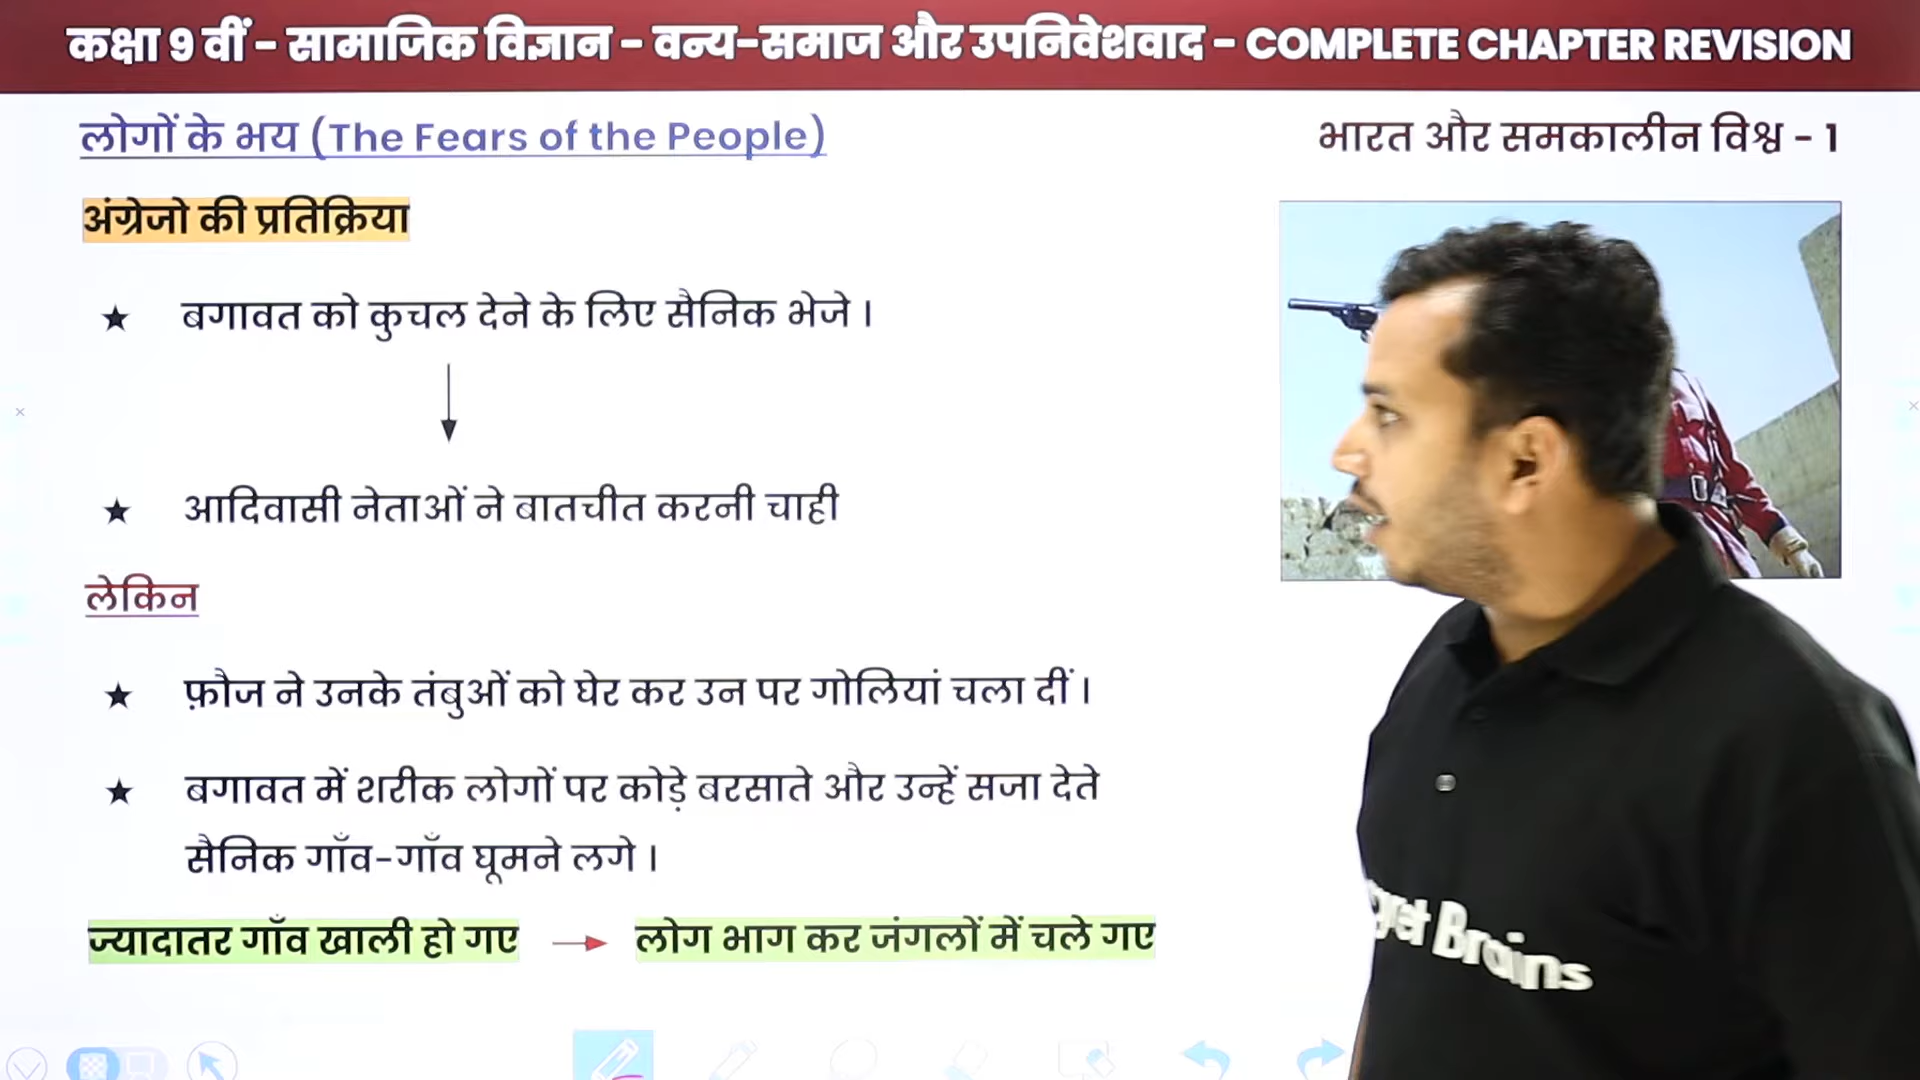 कक्षा 9 वीं - सामाजिक विज्ञान - वन्य-समाज और उपनिवेशवाद - COMPLETE CHAPTER REVISION
लोगों के भय (The Fears of the People)
भारत और समकालीन विश्व - 1
अंग्रेजो की प्रतिक्रिया
★ बगावत को कुचल देने के लिए सैनिक भेजे ।
★ आदिवासी नेताओं ने बातचीत करनी चाही
लेकिन
★ फ़ौज ने उनके तंबुओं को घेर कर उन पर गोलियां चला दीं ।
★ बगावत में शरीक लोगों पर कोड़े बरसाते और उन्हें सजा देते
सैनिक गाँव-गाँव घूमने लगे ।
ज्यादातर गाँव खाली हो गए → लोग भाग कर जंगलों में चले गए
Brains